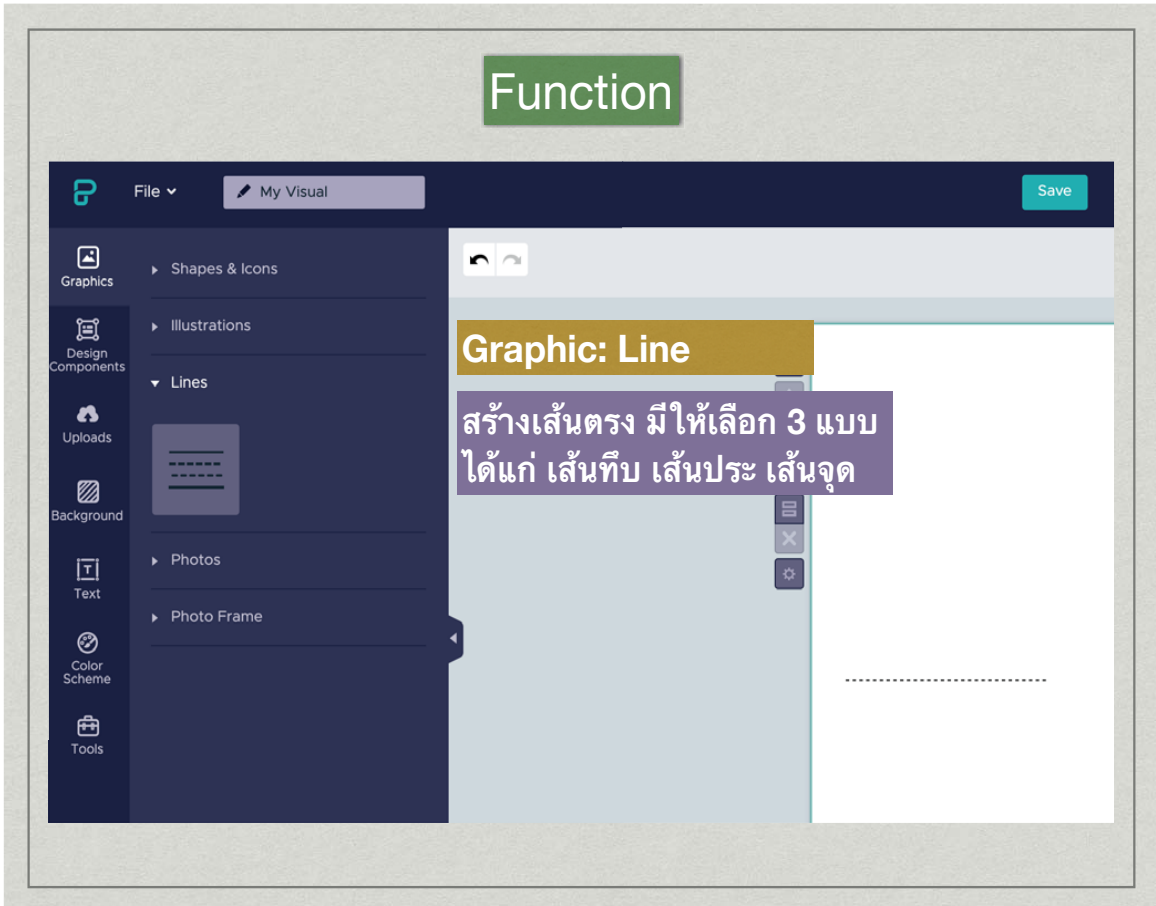 Function
File
My Visual
Save
Graphics
Design
Components
Uploads
Background
Text
Color
Scheme
Tools
Shapes & Icons
Illustrations
Lines
Photos
Photo Frame
Graphic: Line
สร้างเส้นตรง มีให้เลือก 3 แบบ
ได้แก่ เส้นทึบ เส้นประ เส้นจุด